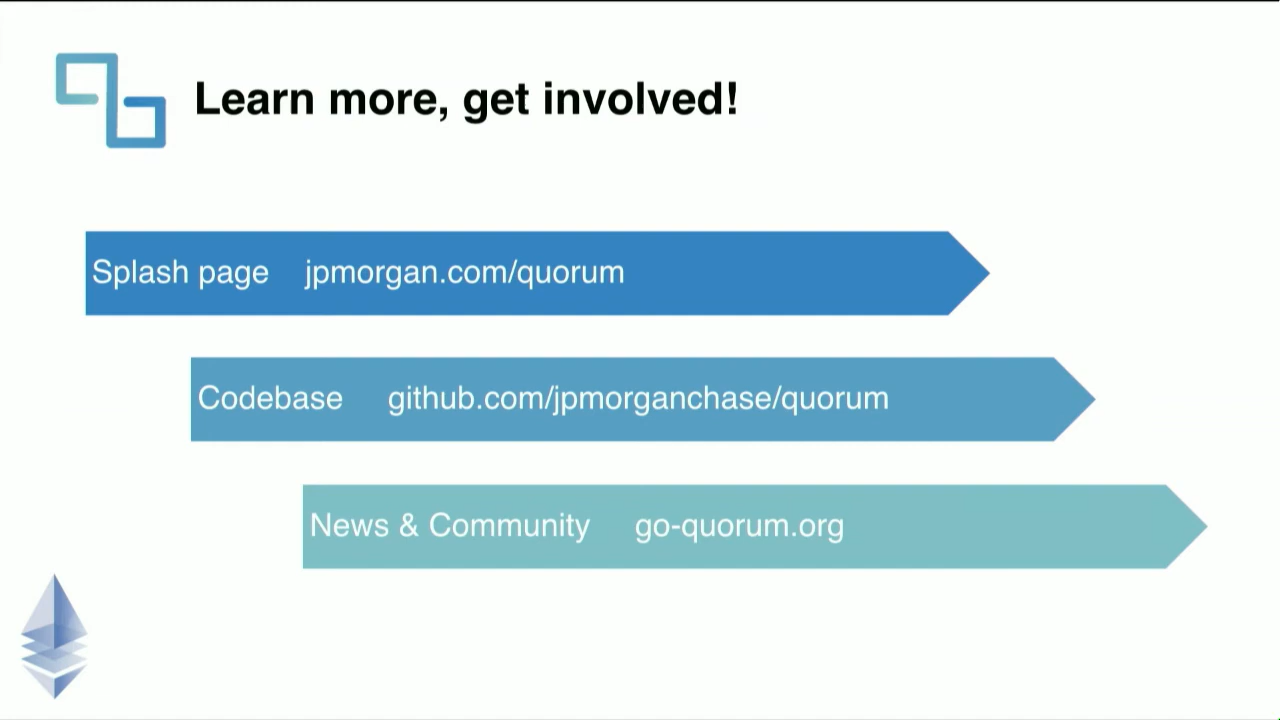 Learn more, get involved!
Splash page jpmorgan.com/quorum
Codebase github.com/jpmorganchase/quorum
News & Community go-quorum.org